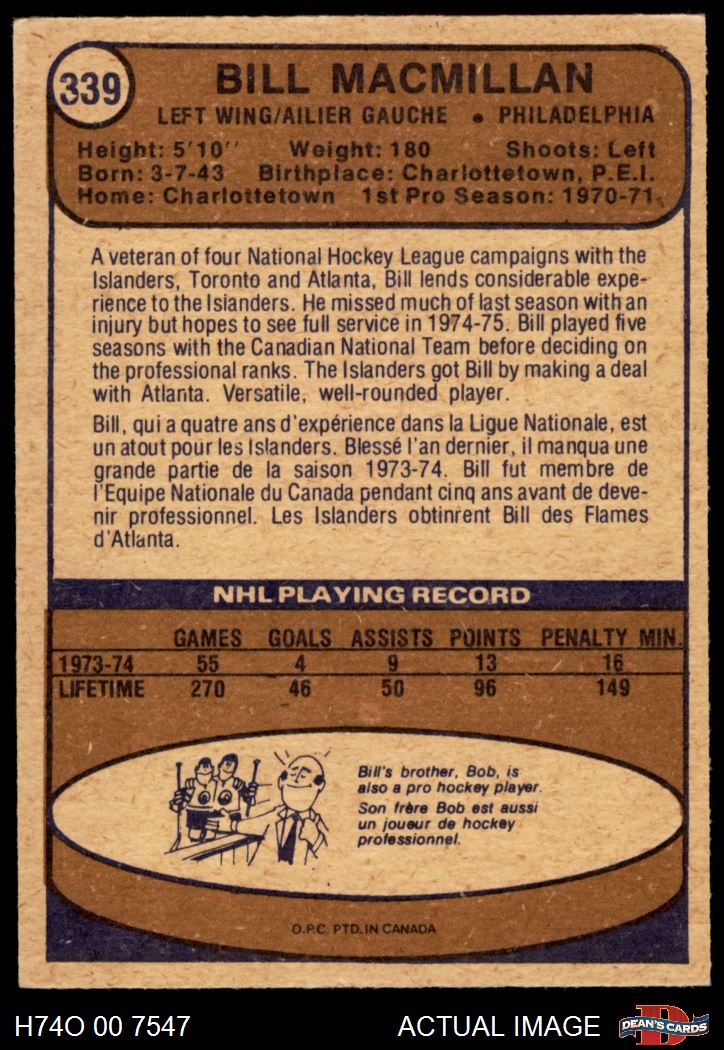 339
BILL MACMILLAN
LEFT WING/AILIER GAUCHE • PHILADELPHIA
Height: 5'10'' Weight: 180 Shoots: Left
Born: 3-7-43 Birthplace: Charlottetown, P.E.I.
Home: Charlottetown 1st Pro Season: 1970-71
A veteran of four National Hockey League campaigns with the
Islanders, Toronto and Atlanta, Bill lends considerable expe-
rience to the Islanders. He missed much of last season with an
injury but hopes to see full service in 1974-75. Bill played five
seasons with the Canadian National Team before deciding on
the professional ranks. The Islanders got Bill by making a deal
with Atlanta. Versatile, well-rounded player.
Bill, qui a quatre ans d'expérience dans la Ligue Nationale, est
un atout pour les Islanders. Blessé l'an dernier, il manqua une
grande partie de la saison 1973-74. Bill fut membre de
l'Equipe Nationale du Canada pendant cinq ans avant de deve-
nir professionnel. Les Islanders obtinrent Bill des Flames
d'Atlanta.
NHL PLAYING RECORD
GAMES GOALS ASSISTS POINTS PENALTY MIN.
1973-74 55 4 9 13 16
LIFETIME 270 46 50 96 149
Bill's brother, Bob, is
also a pro hockey player.
Son frère Bob est aussi
un joueur de hockey
professionnel.
O.P.C. PTD. IN CANADA
H74O 00 7547 ACTUAL IMAGE
D
DEAN'S CARDS